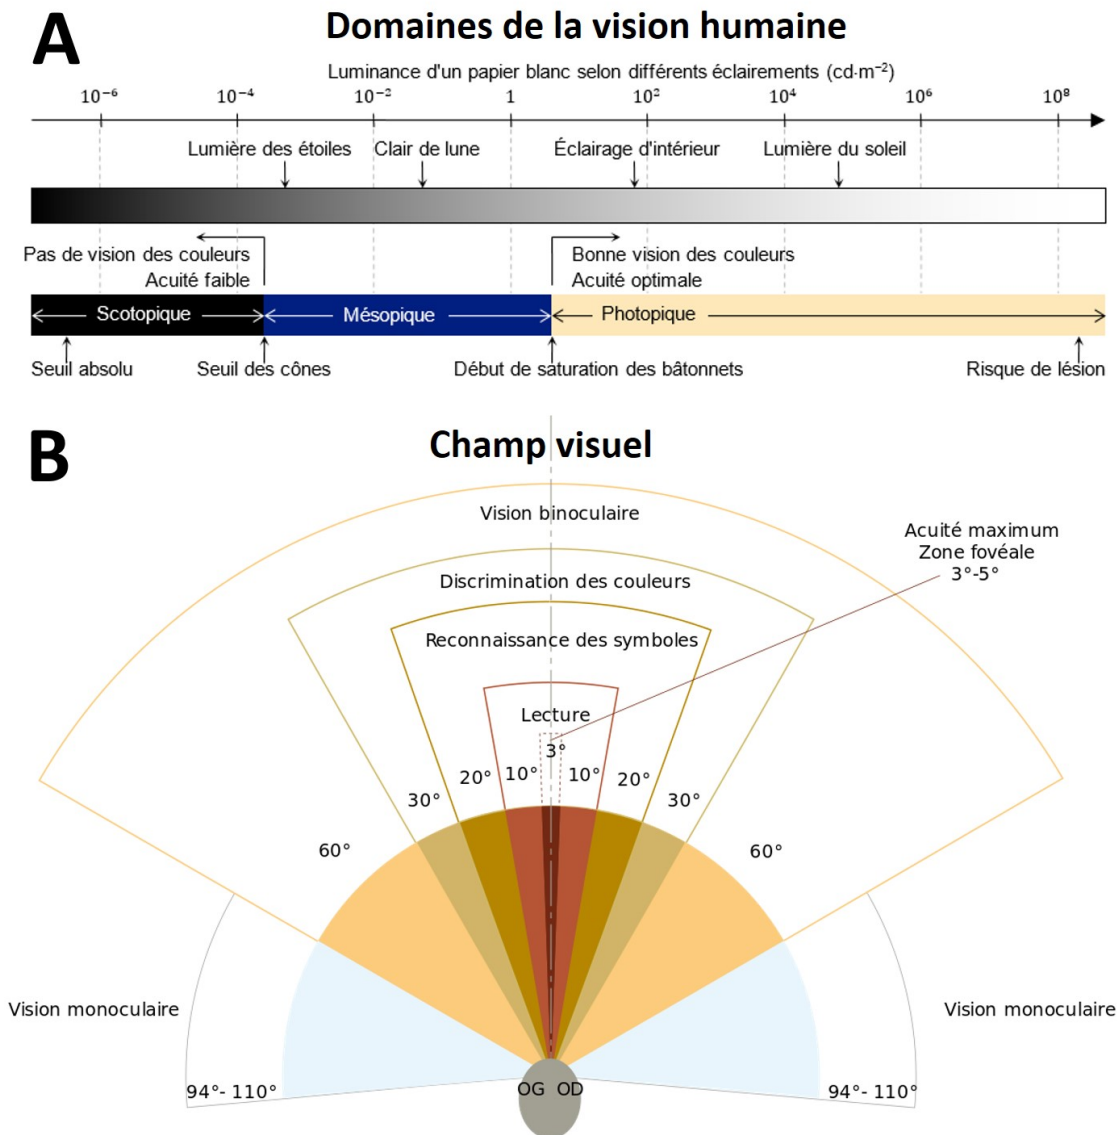 A
Domaines de la vision humaine
Luminance d'un papier blanc selon différents éclairements (cd·m⁻²)
10⁻⁶ 10⁻⁴ 10⁻² 1 10² 10⁴ 10⁶ 10⁸
Lumière des étoiles Clair de lune Éclairage d'intérieur Lumière du soleil
Pas de vision des couleurs Bonne vision des couleurs
Acuité faible Acuité optimale
Scotopique Mésopique Photopique
Seuil absolu Seuil des cônes Début de saturation des bâtonnets Risque de lésion
B
Champ visuel
Vision binoculaire
Acuité maximum
Zone fovéale
3°-5°
Discrimination des couleurs
Reconnaissance des symboles
Lecture
3°
30° 20° 10° 10° 20° 30°
60° 60°
Vision monoculaire Vision monoculaire
94°- 110° OG OD 94°- 110°